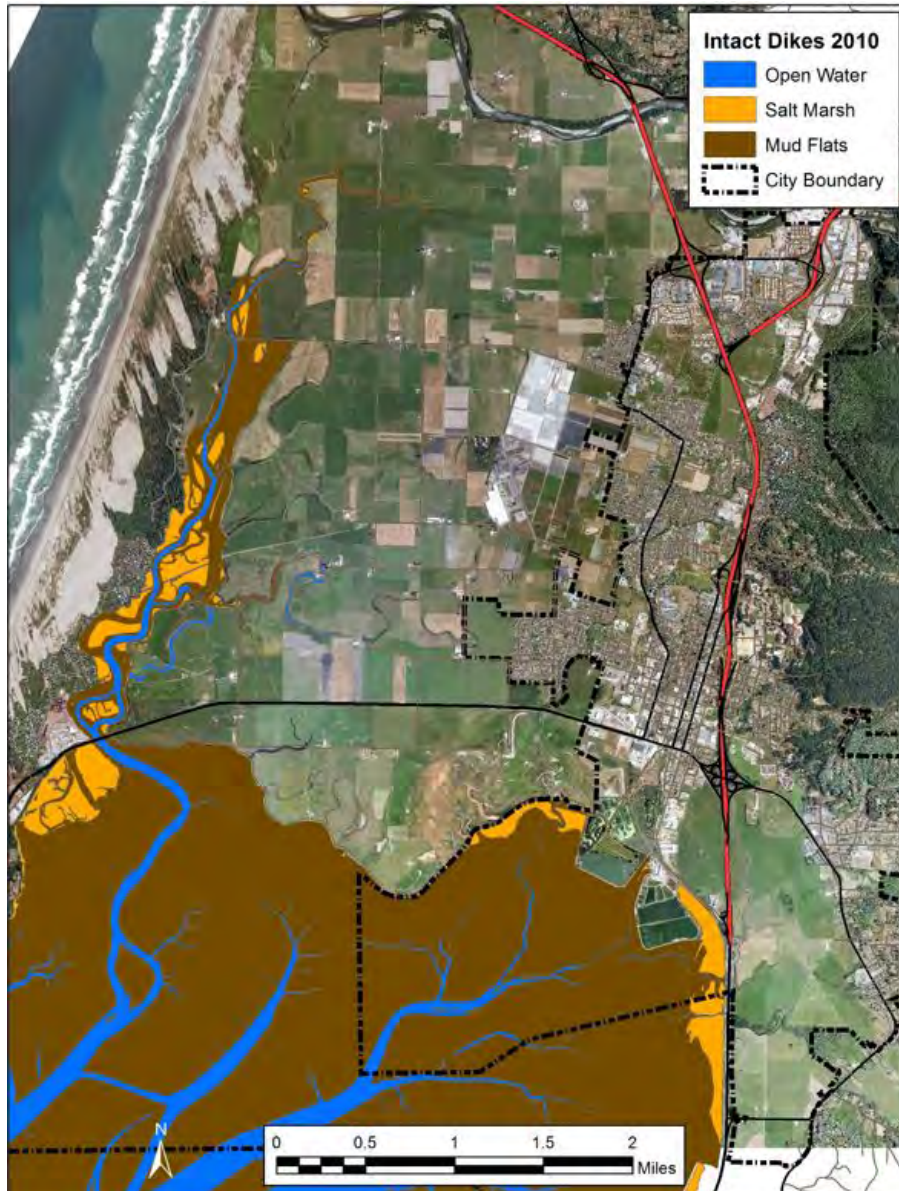 Intact Dikes 2010
Open Water
Salt Marsh
Mud Flats
City Boundary
N
0 0.5 1 1.5 2
Miles